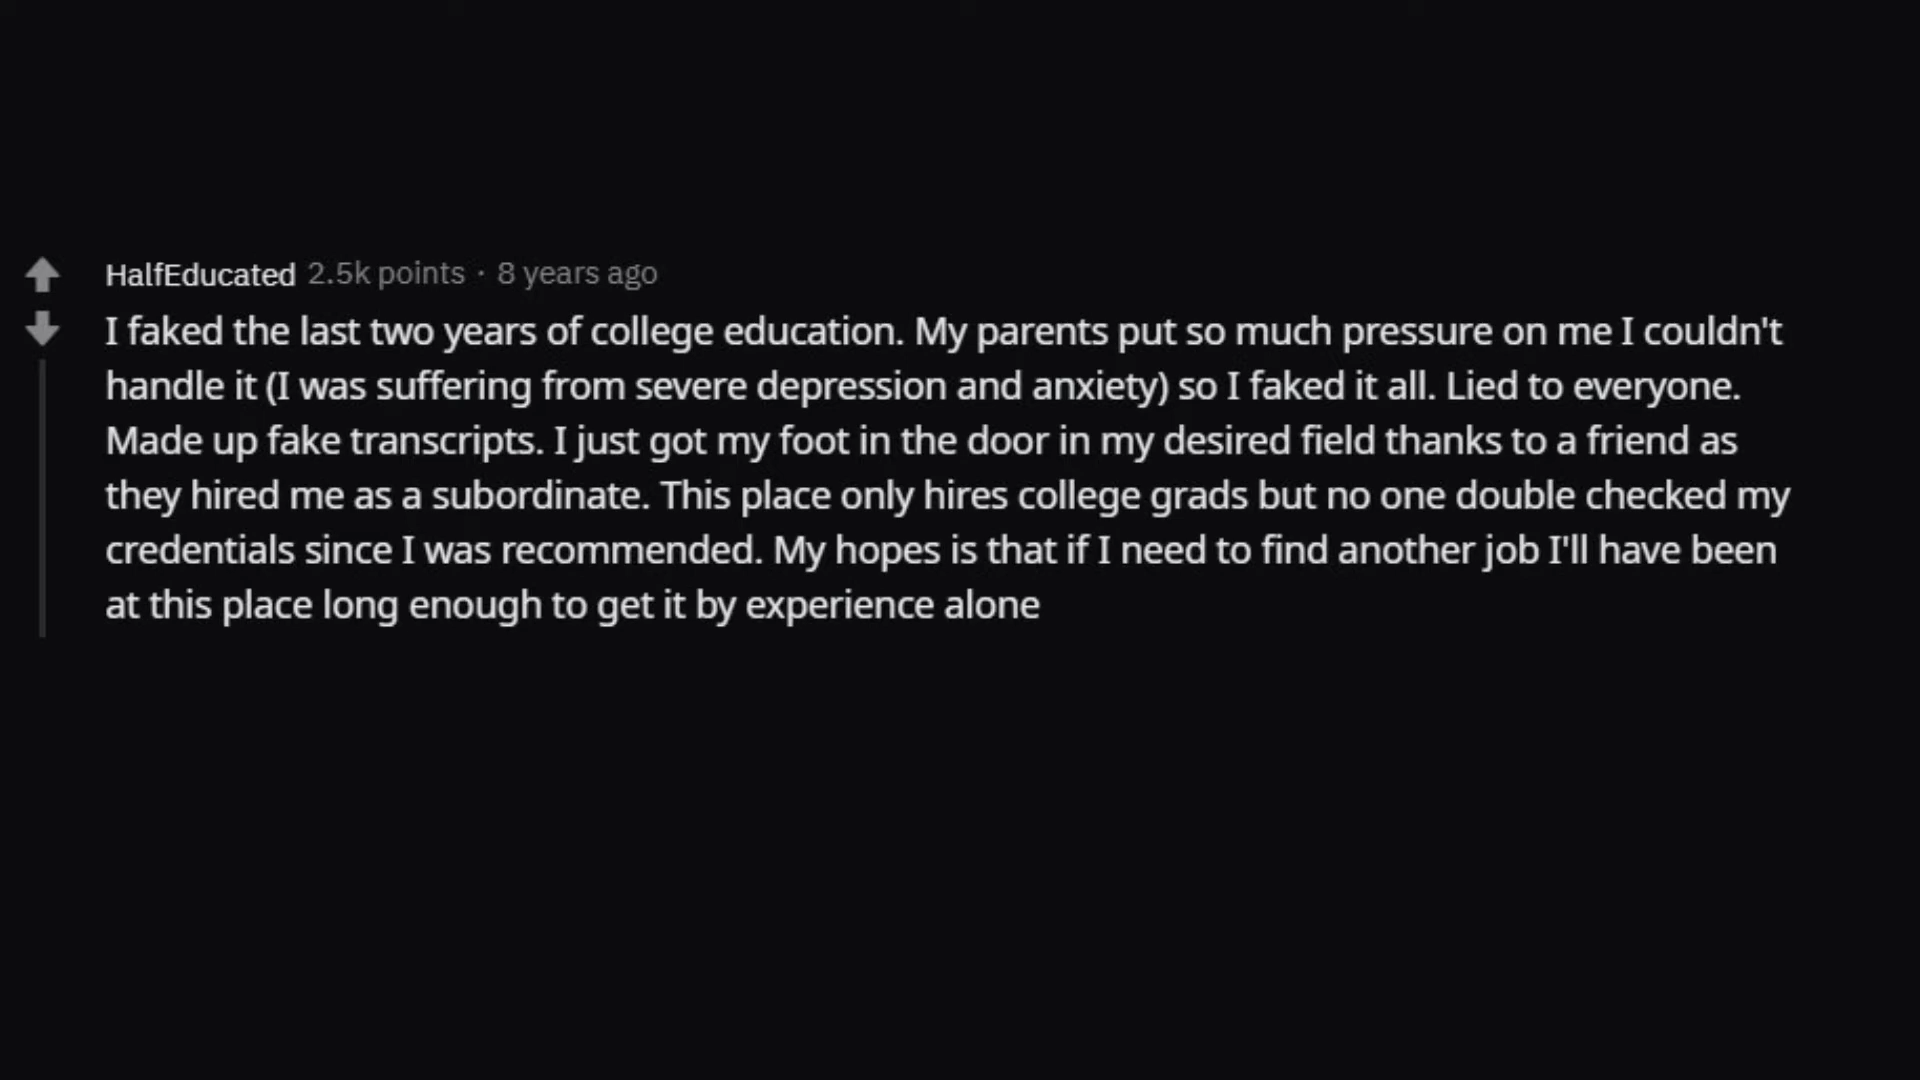 HalfEducated 2.5k points · 8 years ago
I faked the last two years of college education. My parents put so much pressure on me I couldn't
handle it (I was suffering from severe depression and anxiety) so I faked it all. Lied to everyone.
Made up fake transcripts. I just got my foot in the door in my desired field thanks to a friend as
they hired me as a subordinate. This place only hires college grads but no one double checked my
credentials since I was recommended. My hopes is that if I need to find another job I'll have been
at this place long enough to get it by experience alone